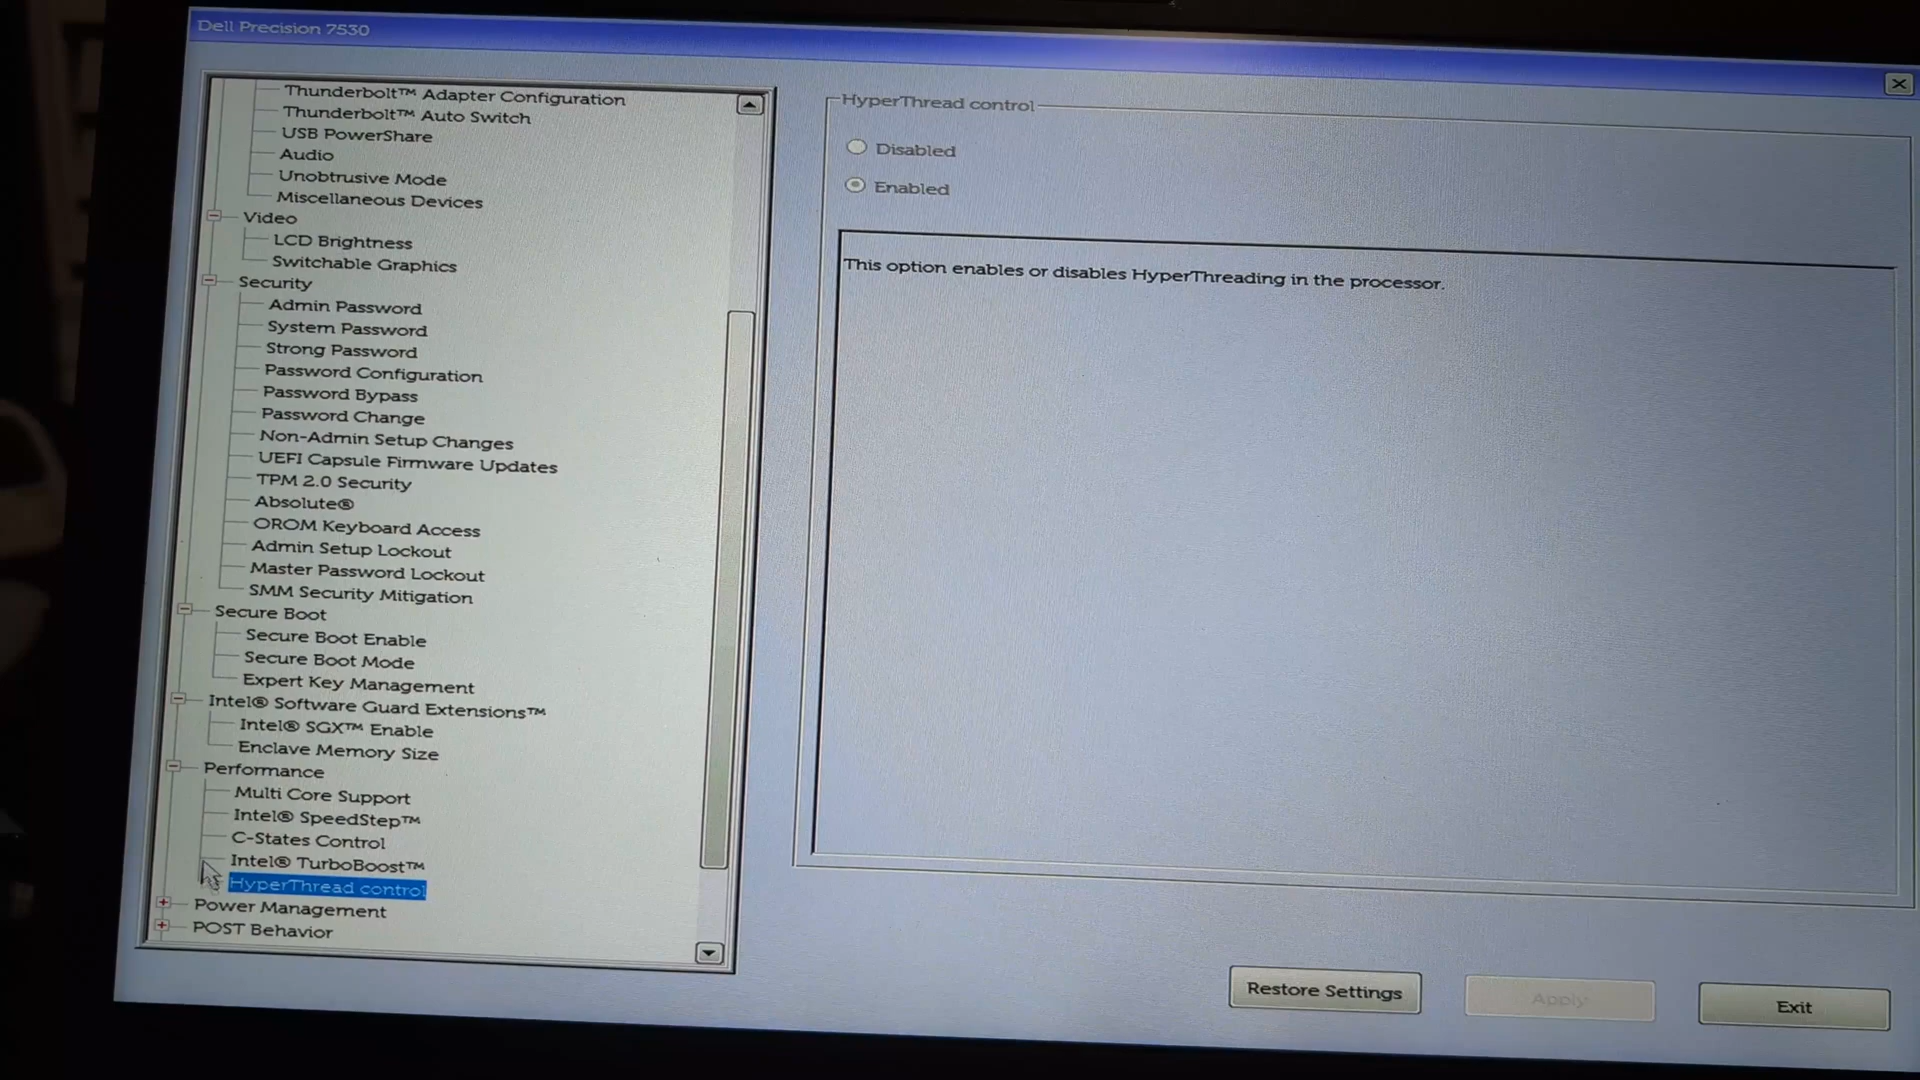 Dell Precision 7530
Thunderbolt™ Adapter Configuration
Thunderbolt™ Auto Switch
USB PowerShare
Audio
Unobtrusive Mode
Miscellaneous Devices
Video
LCD Brightness
Switchable Graphics
Security
Admin Password
System Password
Strong Password
Password Configuration
Password Bypass
Password Change
Non-Admin Setup Changes
UEFI Capsule Firmware Updates
TPM 2.0 Security
Absolute®
OROM Keyboard Access
Admin Setup Lockout
Master Password Lockout
SMM Security Mitigation
Secure Boot
Secure Boot Enable
Secure Boot Mode
Expert Key Management
Intel® Software Guard Extensions™
Intel® SGX™ Enable
Enclave Memory Size
Performance
Multi Core Support
Intel® SpeedStep™
C-States Control
Intel® TurboBoost™
HyperThread control
Power Management
POST Behavior
HyperThread control
Disabled
Enabled
This option enables or disables HyperThreading in the processor.
Restore Settings
Apply
Exit